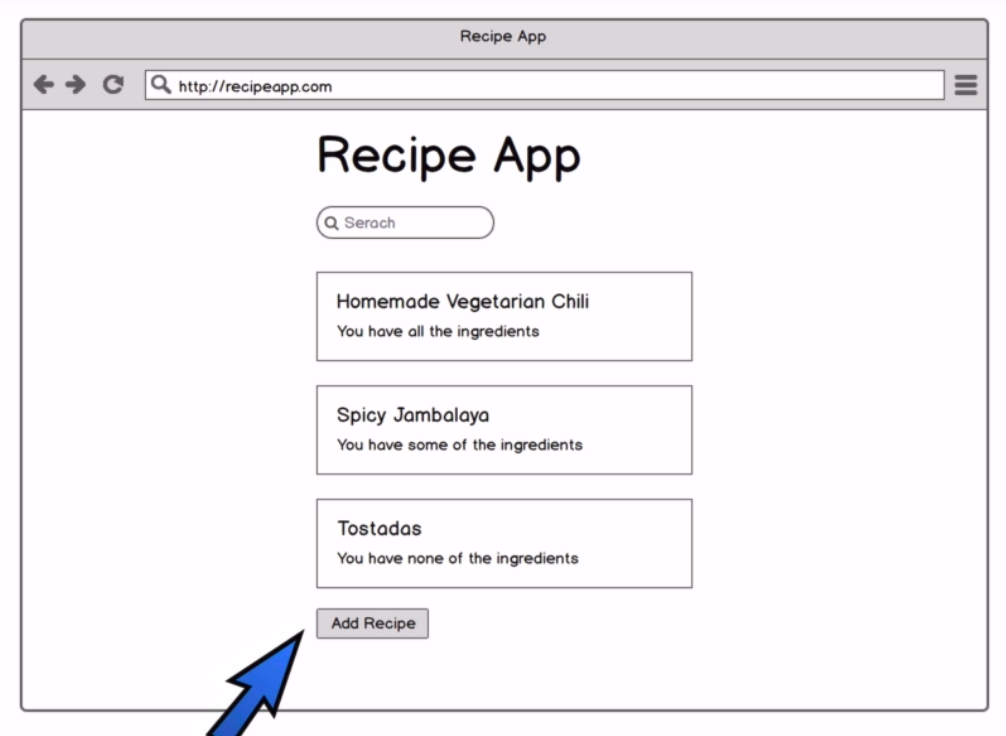 Recipe App
http://recipeapp.com
Recipe App
Serach
Homemade Vegetarian Chili
You have all the ingredients
Spicy Jambalaya
You have some of the ingredients
Tostadas
You have none of the ingredients
Add Recipe